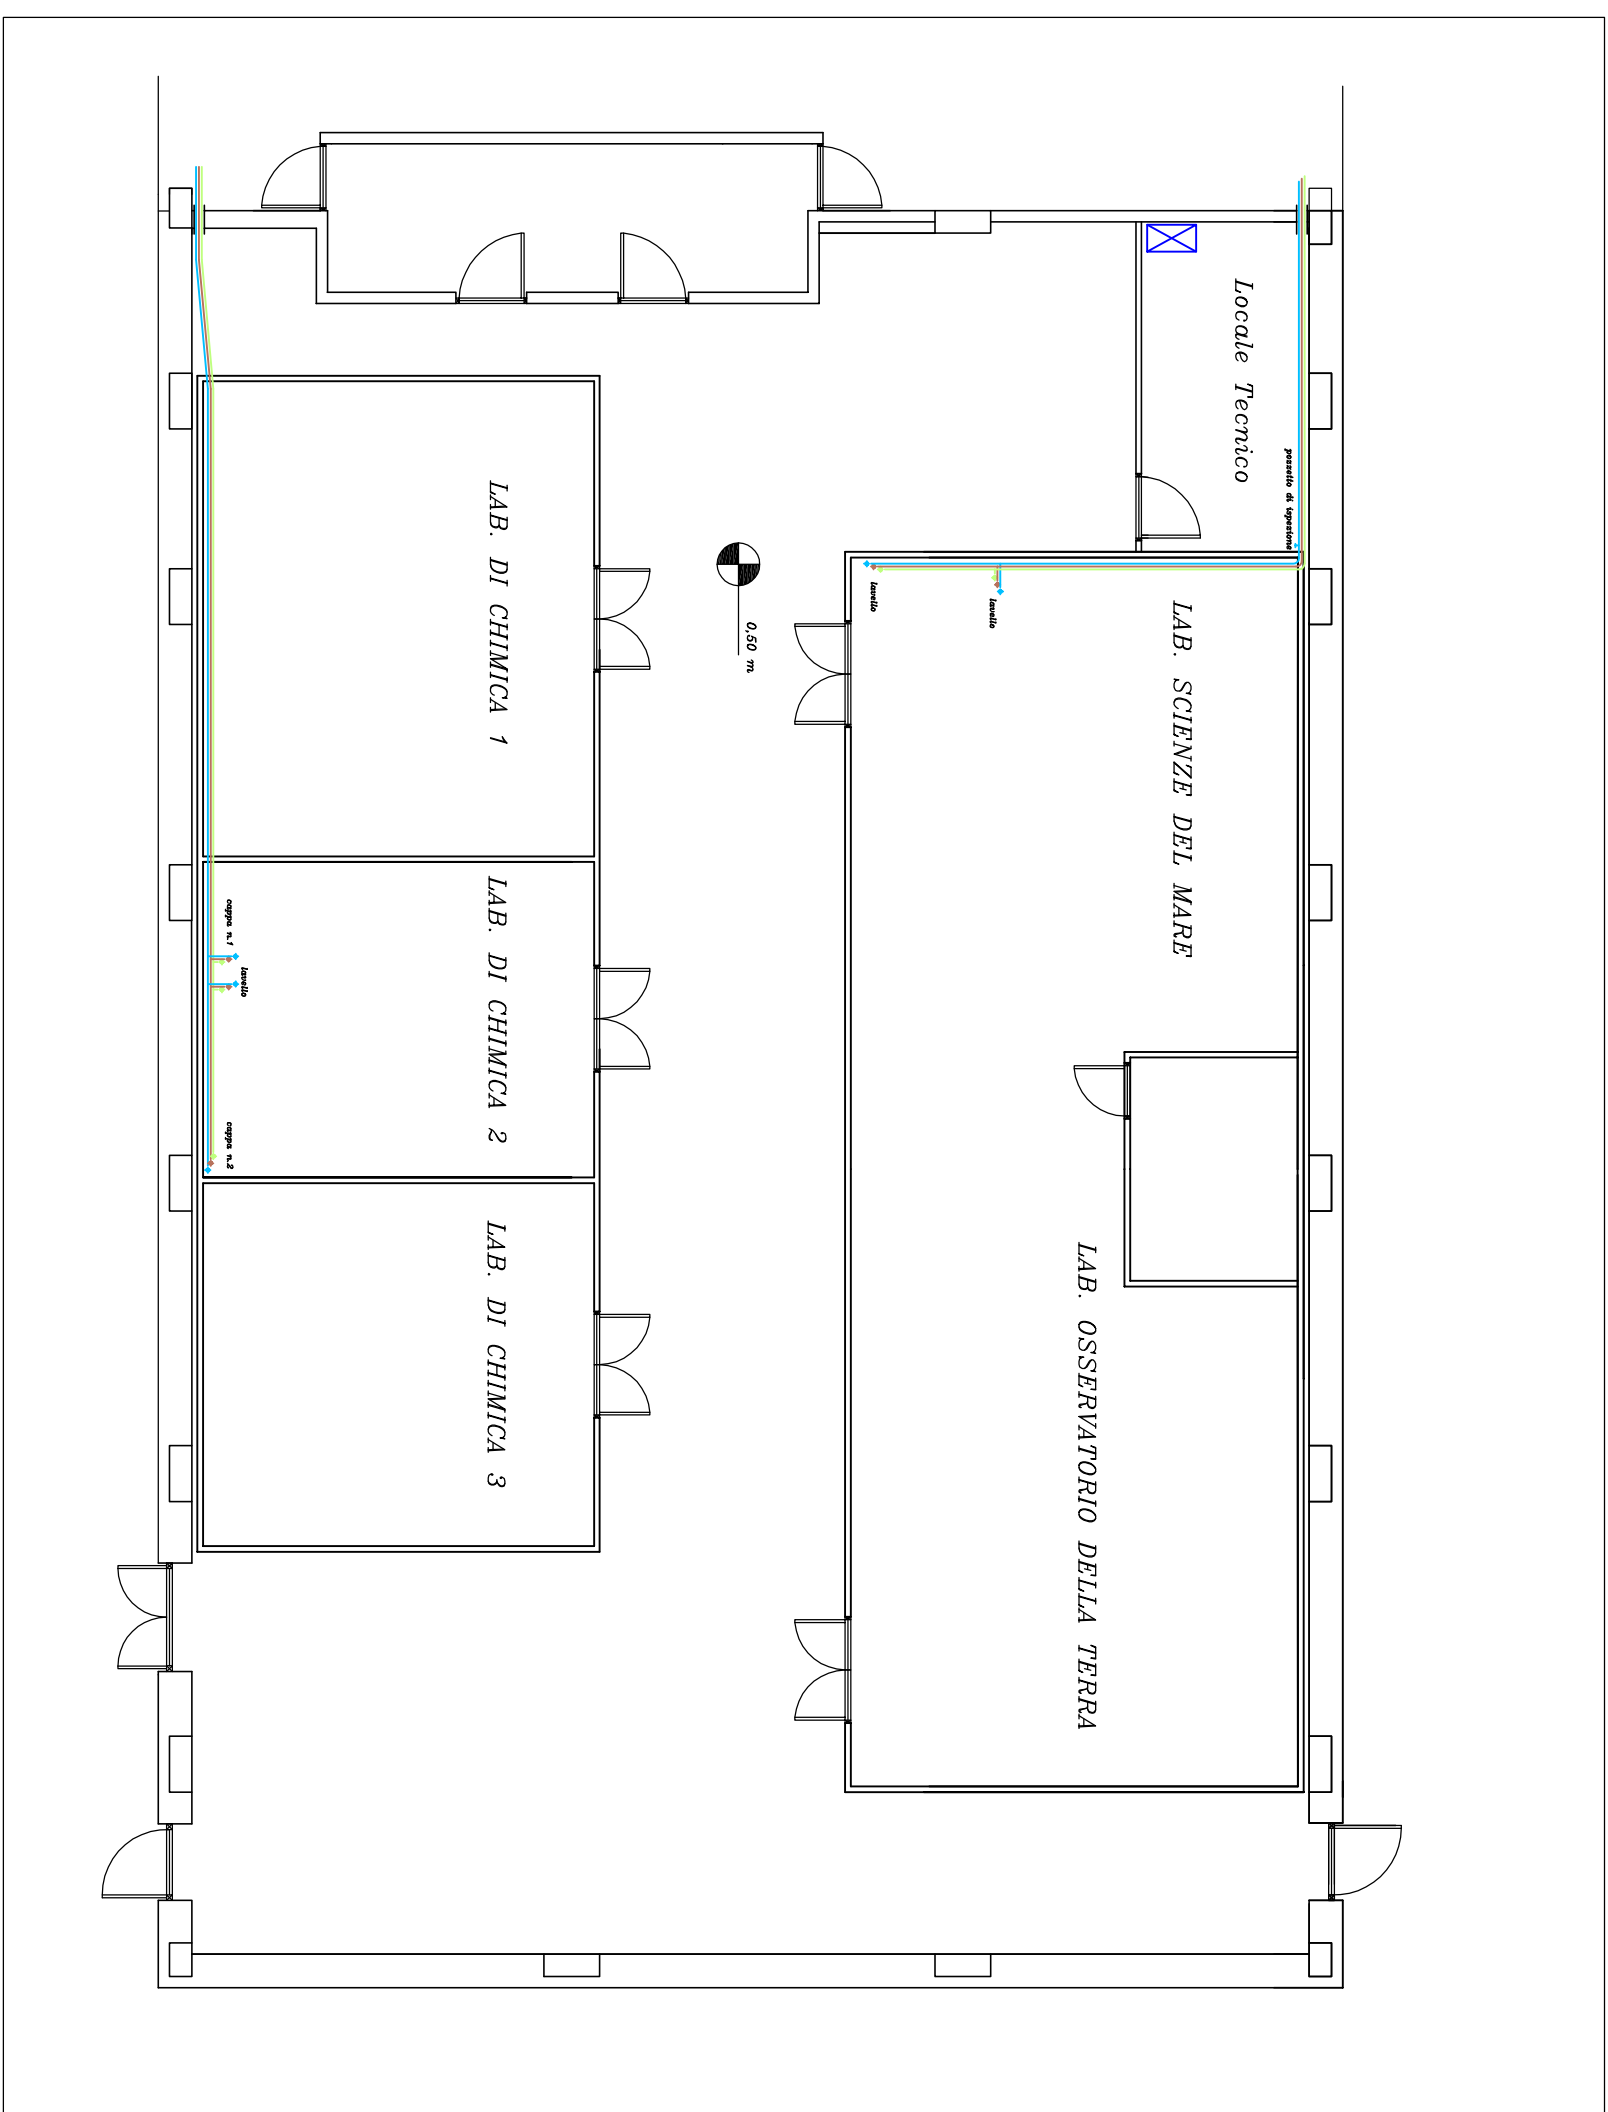 Locale Tecnico
pozzetto di ispezione
LAB. SCIENZE DEL MARE
lavello
lavello
LAB. OSSERVATORIO DELLA TERRA
0,50 m
LAB. DI CHIMICA 1
LAB. DI CHIMICA 2
LAB. DI CHIMICA 3
lavello
cappa n.1
cappa n.2